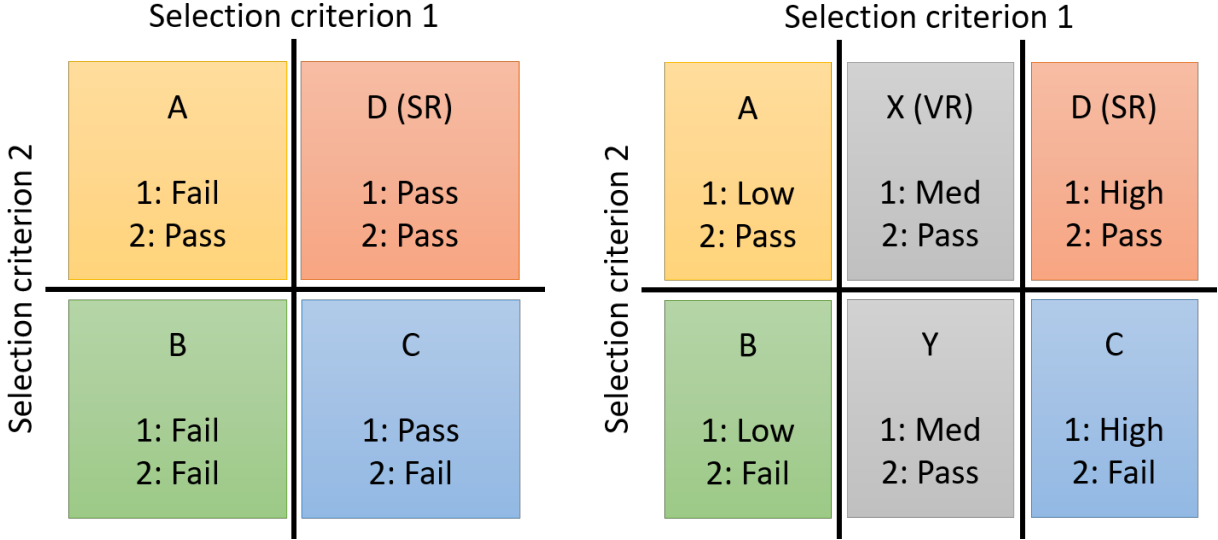 Selection criterion 1
Selection criterion 2
A
1: Fail
2: Pass
D (SR)
1: Pass
2: Pass
B
1: Fail
2: Fail
C
1: Pass
2: Fail
Selection criterion 1
Selection criterion 2
A
1: Low
2: Pass
X (VR)
1: Med
2: Pass
D (SR)
1: High
2: Pass
B
1: Low
2: Fail
Y
1: Med
2: Pass
C
1: High
2: Fail